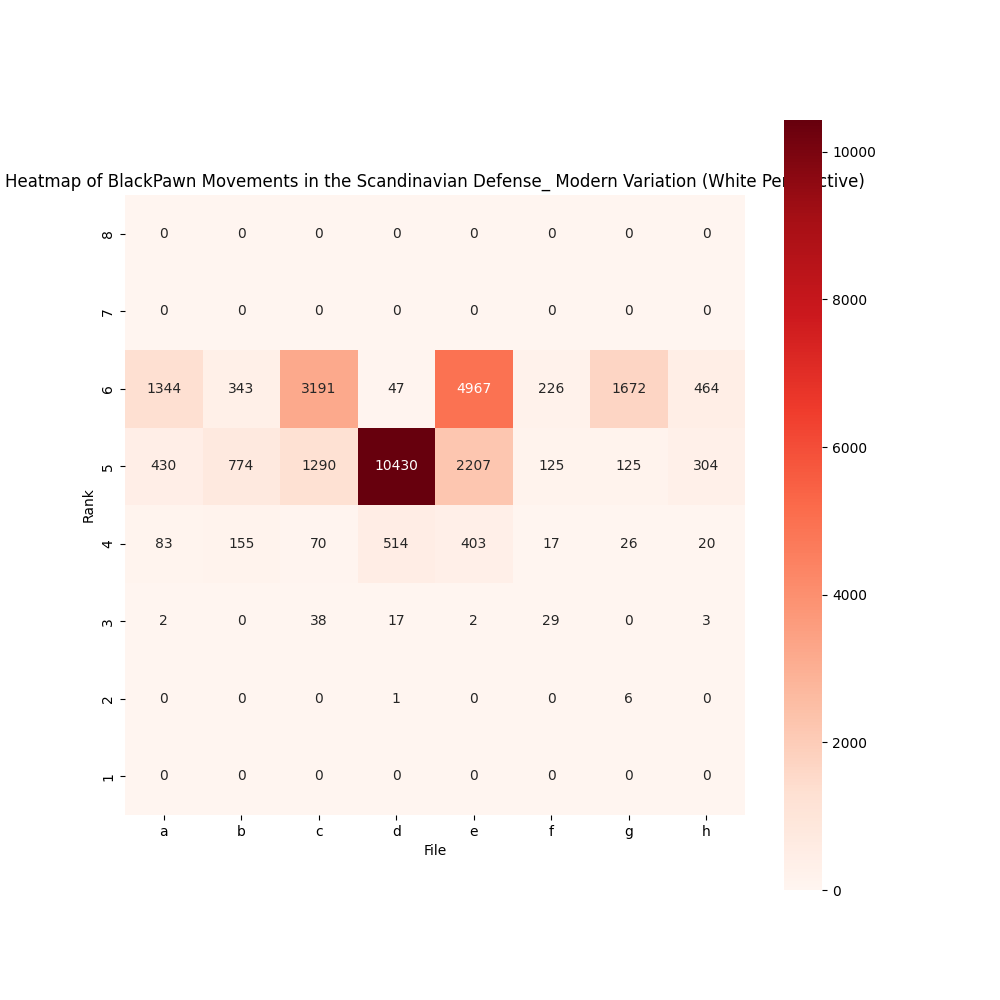 Heatmap of BlackPawn Movements in the Scandinavian Defense_ Modern Variation (White Pe ctive)
10000
8 0 0 0 0 0 0 0 0
8000
7 0 0 0 0 0 0 0 0
6 1344 343 3191 47 4967 226 1672 464
6000
5 430 774 1290 10430 2207 125 125 304
Rank
4 83 155 70 514 403 17 26 20
4000
3 2 0 38 17 2 29 0 3
2 0 0 0 1 0 0 6 0
2000
1 0 0 0 0 0 0 0 0
a b c d e f g h
File
0